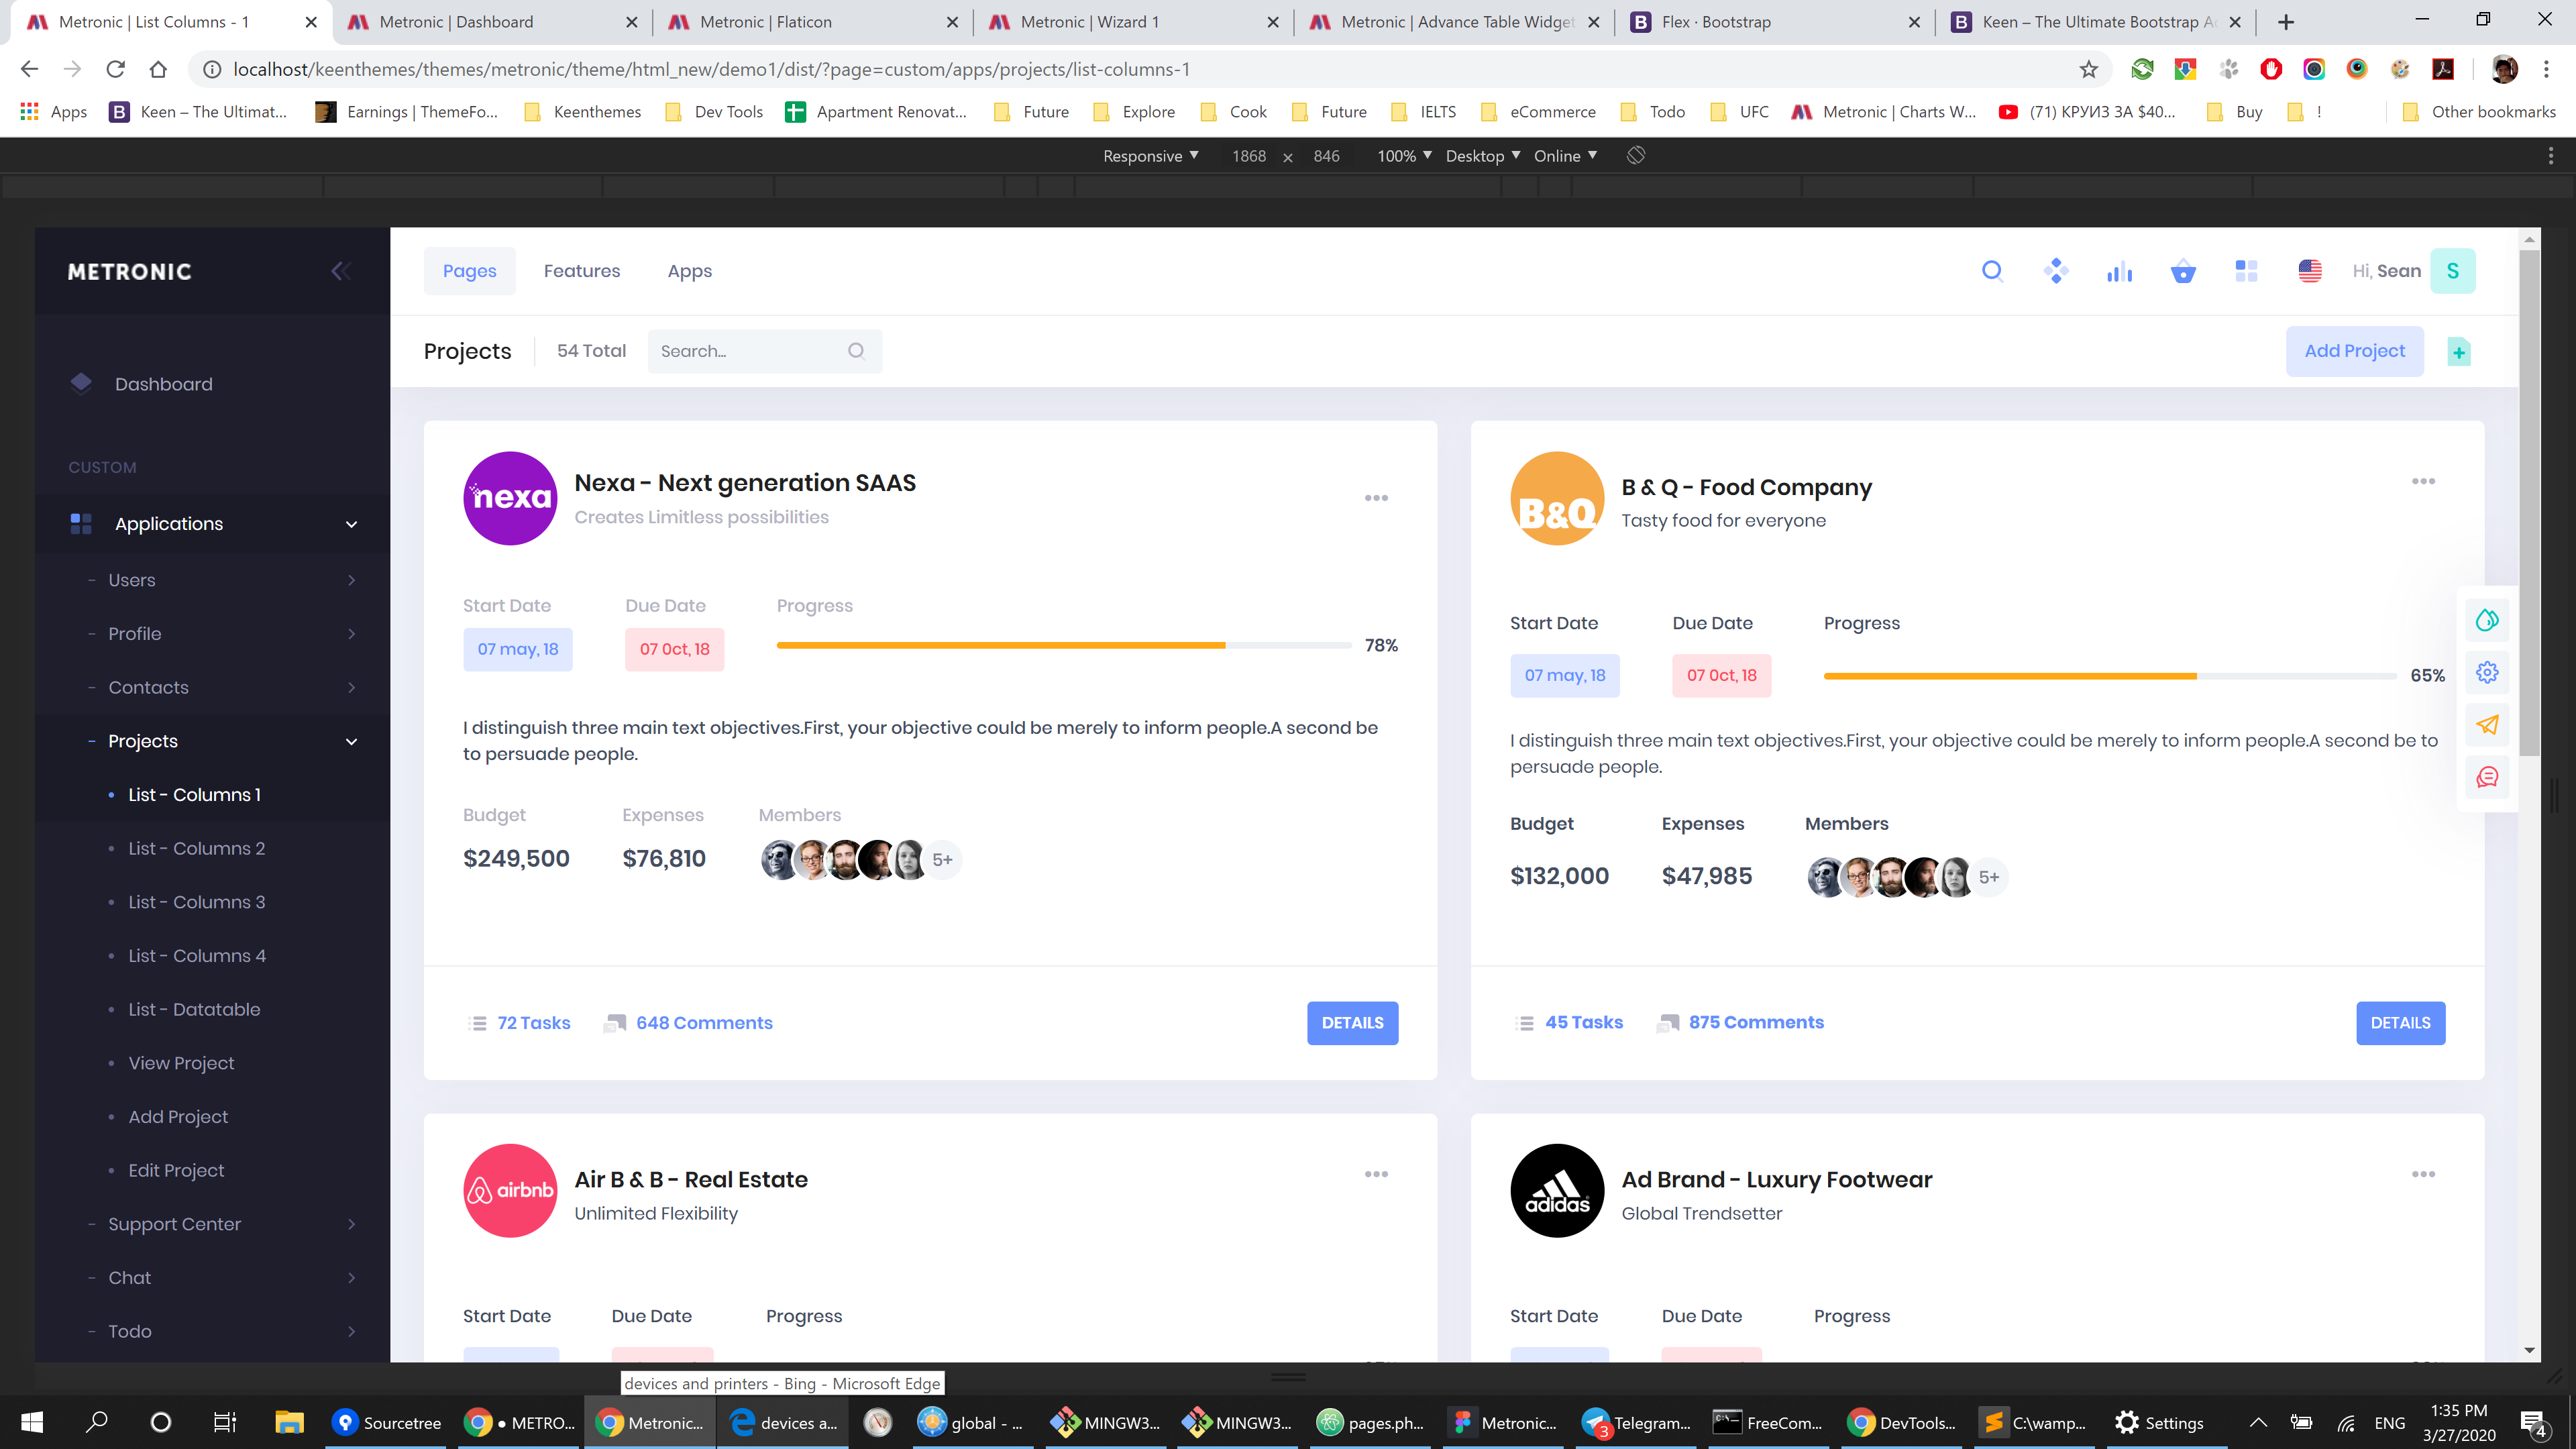 Metronic | List Columns - 1
Metronic | Dashboard
Metronic | Flaticon
Metronic | Wizard 1
Metronic | Advance Table Widget
Flex · Bootstrap
Keen – The Ultimate Bootstrap Ad
localhost/keenthemes/themes/metronic/theme/html_new/demo1/dist/?page=custom/apps/projects/list-columns-1
Apps
Keen – The Ultimat...
Earnings | ThemeFo...
Keenthemes
Dev Tools
Apartment Renovat...
Future
Explore
Cook
Future
IELTS
eCommerce
Todo
UFC
Metronic | Charts W...
(71) КРУИЗ ЗА $40...
Buy
!
Other bookmarks
Responsive ▼ 1868 × 846 100% ▼ Desktop ▼ Online ▼
METRONIC
Pages Features Apps
Hi, Sean S
Projects 54 Total Search... Add Project
Dashboard
CUSTOM
Applications
Users
Profile
Contacts
Projects
List - Columns 1
List - Columns 2
List - Columns 3
List - Columns 4
List - Datatable
View Project
Add Project
Edit Project
Support Center
Chat
Todo
nexa
Nexa - Next generation SAAS
Creates Limitless possibilities
Start Date Due Date Progress
07 may, 18 07 0ct, 18 78%
I distinguish three main text objectives.First, your objective could be merely to inform people.A second be
to persuade people.
Budget Expenses Members
$249,500 $76,810 5+
72 Tasks 648 Comments DETAILS
B&Q
B & Q - Food Company
Tasty food for everyone
Start Date Due Date Progress
07 may, 18 07 0ct, 18 65%
I distinguish three main text objectives.First, your objective could be merely to inform people.A second be to
persuade people.
Budget Expenses Members
$132,000 $47,985 5+
45 Tasks 875 Comments DETAILS
airbnb
Air B & B - Real Estate
Unlimited Flexibility
Start Date Due Date Progress
adidas
Ad Brand - Luxury Footwear
Global Trendsetter
Start Date Due Date Progress
devices and printers - Bing - Microsoft Edge
Sourcetree
● METRO...
Metronic...
devices a...
global - ...
MINGW3...
MINGW3...
pages.ph...
Metronic...
3
Telegram...
FreeCom...
DevTools...
C:\wamp...
Settings
ENG
1:35 PM
3/27/2020
4